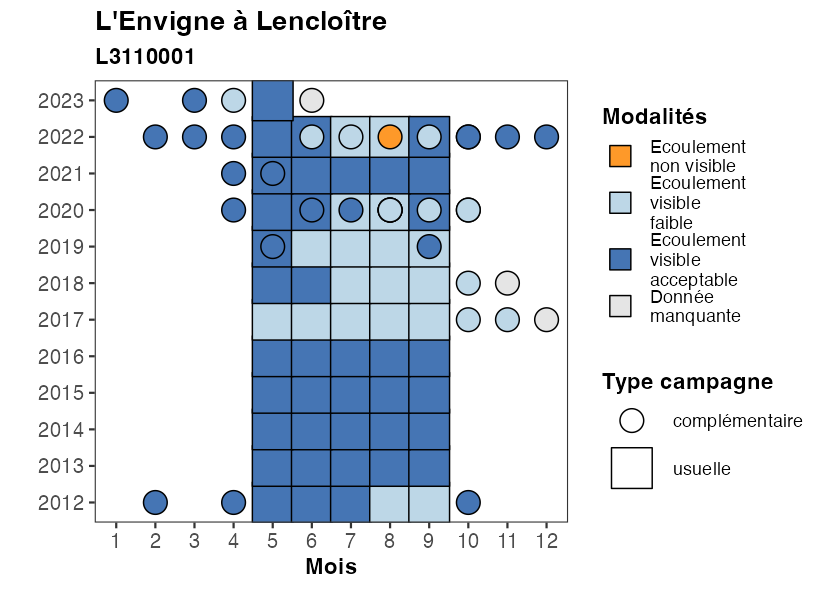 L'Envigne à Lencloître
L3110001
2023
2022
2021
2020
2019
2018
2017
2016
2015
2014
2013
2012
1 2 3 4 5 6 7 8 9 10 11 12
Mois
Modalités
Ecoulement
non visible
Ecoulement
visible
faible
Ecoulement
visible
acceptable
Donnée
manquante
Type campagne
complémentaire
usuelle